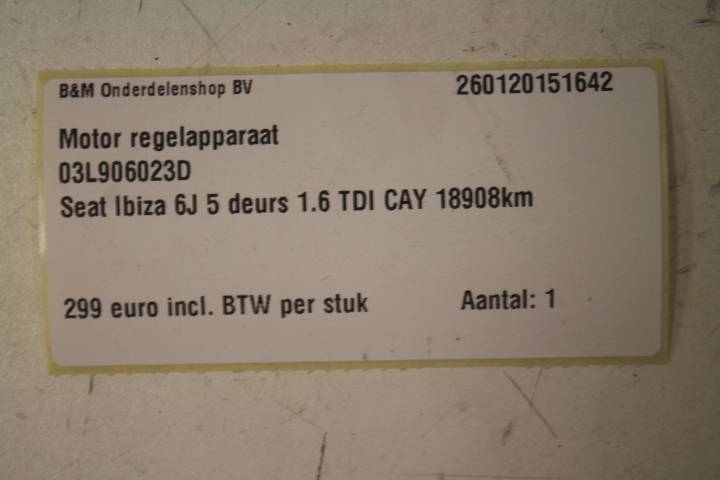 B&M Onderdelenshop BV 260120151642
Motor regelapparaat
03L906023D
Seat Ibiza 6J 5 deurs 1.6 TDI CAY 18908km
299 euro incl. BTW per stuk Aantal: 1